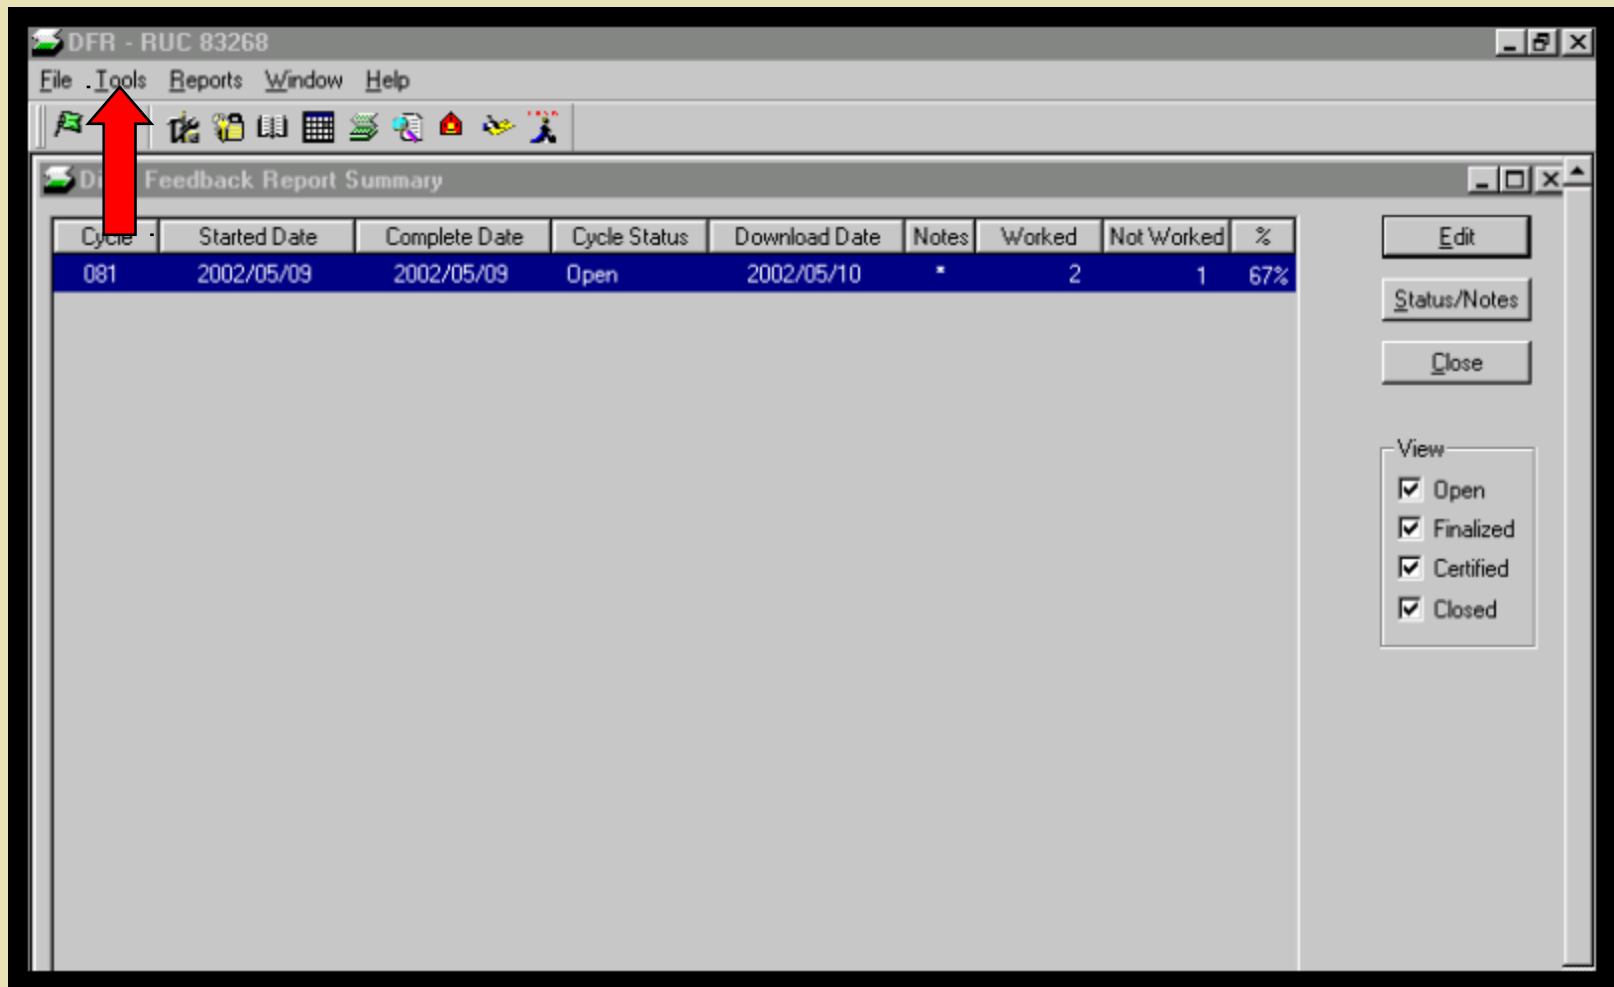 DFR - RUC 83268
File Tools Reports Window Help
Feedback Report Summary
Cycle Started Date Complete Date Cycle Status Download Date Notes Worked Not Worked %
081 2002/05/09 2002/05/09 Open 2002/05/10 * 2 1 67%
Edit
Status/Notes
Close
View
Open
Finalized
Certified
Closed